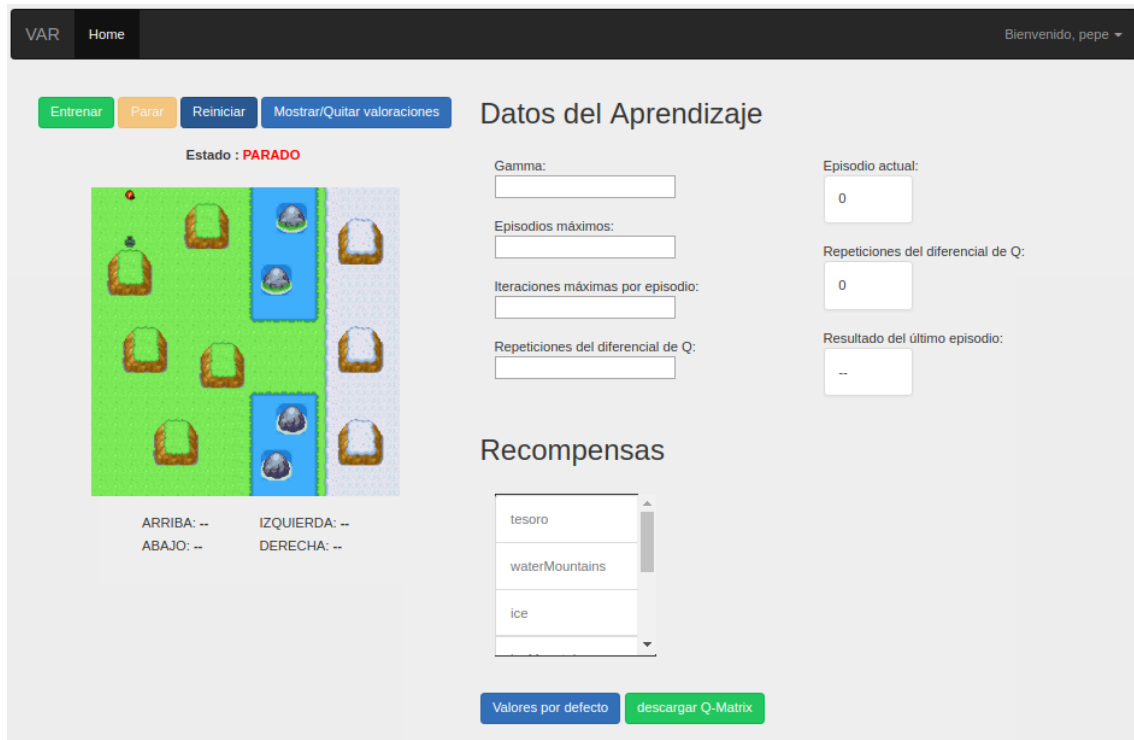 VAR Home Bienvenido, pepe
Entrenar Parar Reiniciar Mostrar/Quitar valoraciones
Estado : PARADO
ARRIBA: -- IZQUIERDA: --
ABAJO: -- DERECHA: --
Datos del Aprendizaje
Gamma:
Episodios máximos:
Iteraciones máximas por episodio:
Repeticiones del diferencial de Q:
Episodio actual:
0
Repeticiones del diferencial de Q:
0
Resultado del último episodio:
--
Recompensas
tesoro
waterMountains
ice
Valores por defecto descargar Q-Matrix